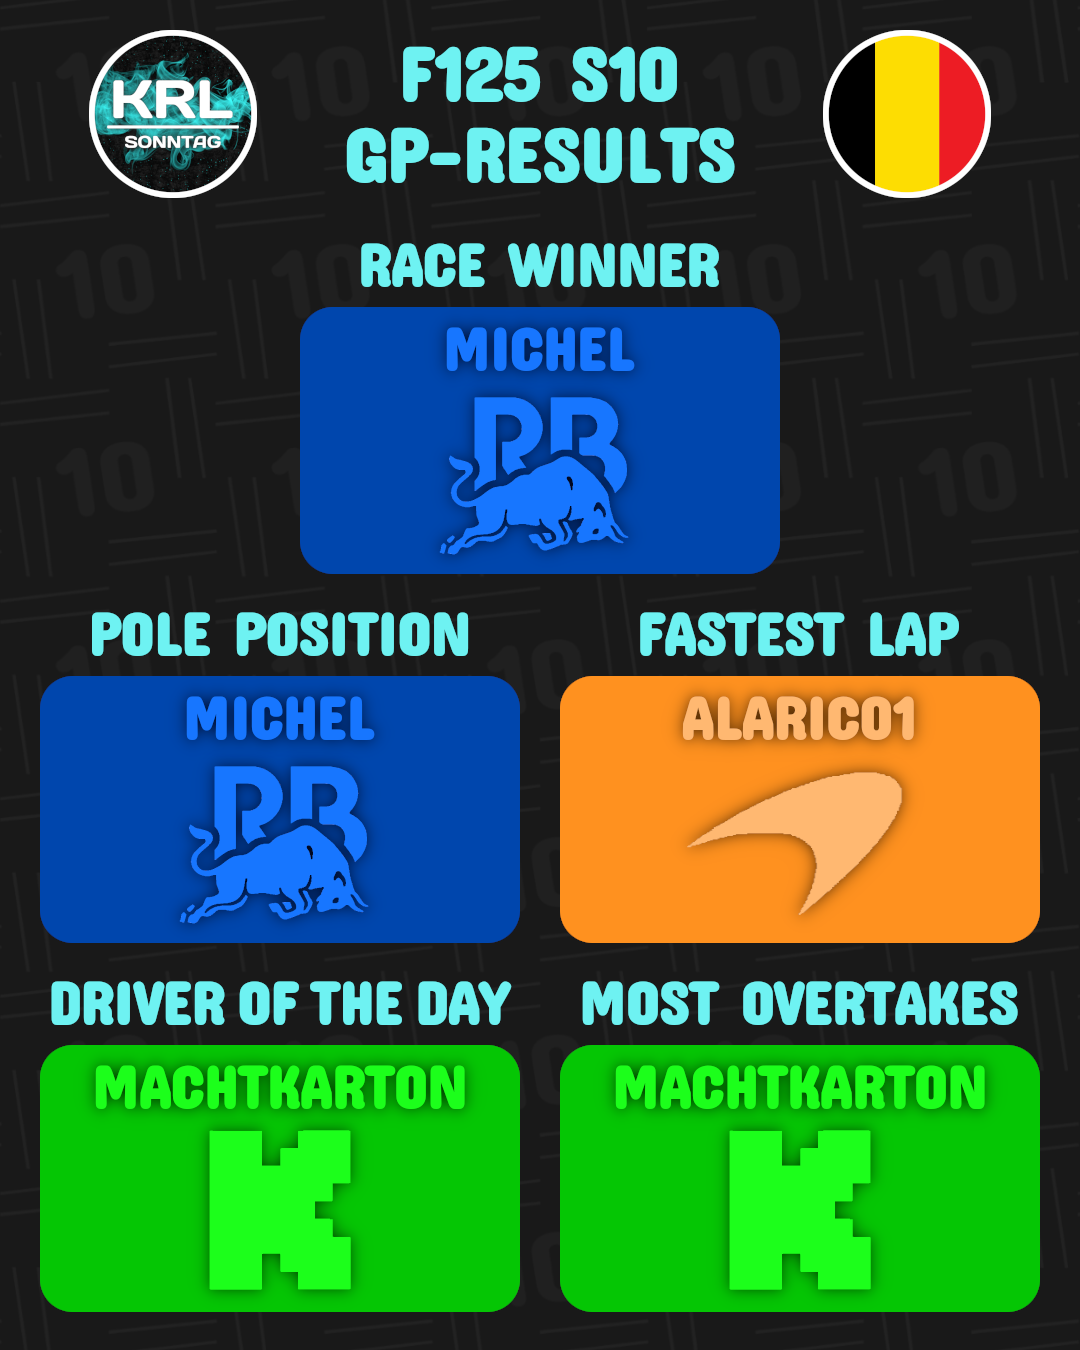 KRL
SONNTAG
F125 S10
GP-RESULTS
RACE WINNER
MICHEL
RB
POLE POSITION
FASTEST LAP
MICHEL
RB
ALARICO1
DRIVER OF THE DAY
MOST OVERTAKES
MACHTKARTON
MACHTKARTON
K
K